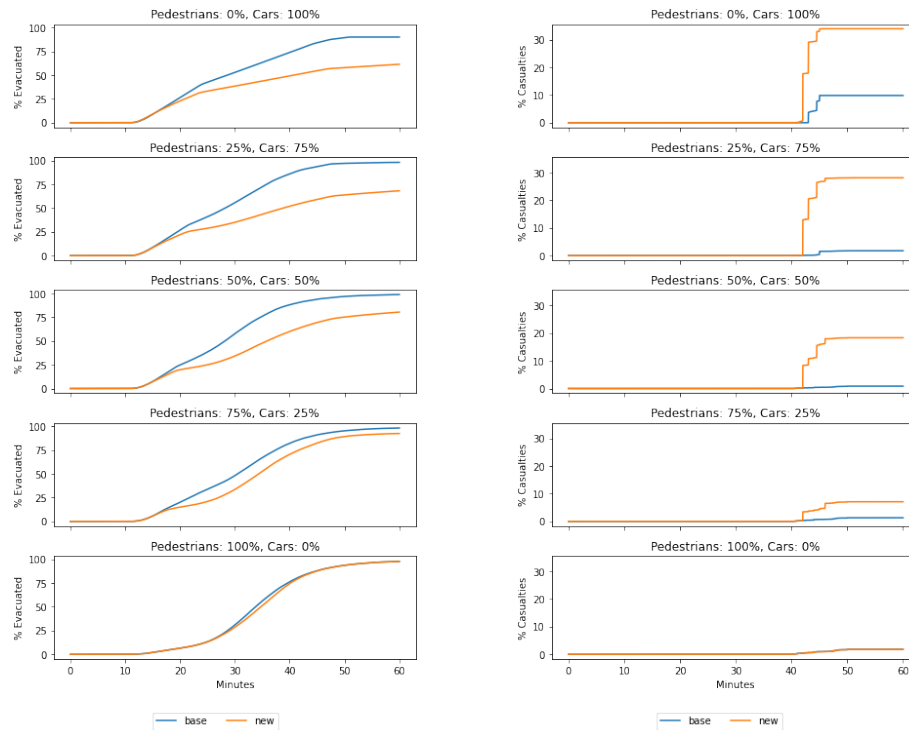 Pedestrians: 0%, Cars: 100%
100
75
50
25
0
% Evacuated
Pedestrians: 25%, Cars: 75%
100
75
50
25
0
% Evacuated
Pedestrians: 50%, Cars: 50%
100
75
50
25
0
% Evacuated
Pedestrians: 75%, Cars: 25%
100
75
50
25
0
% Evacuated
Pedestrians: 100%, Cars: 0%
100
75
50
25
0
% Evacuated
0 10 20 30 40 50 60
Minutes
base new
Pedestrians: 0%, Cars: 100%
30
20
10
0
% Casualties
Pedestrians: 25%, Cars: 75%
30
20
10
0
% Casualties
Pedestrians: 50%, Cars: 50%
30
20
10
0
% Casualties
Pedestrians: 75%, Cars: 25%
30
20
10
0
% Casualties
Pedestrians: 100%, Cars: 0%
30
20
10
0
% Casualties
0 10 20 30 40 50 60
Minutes
base new